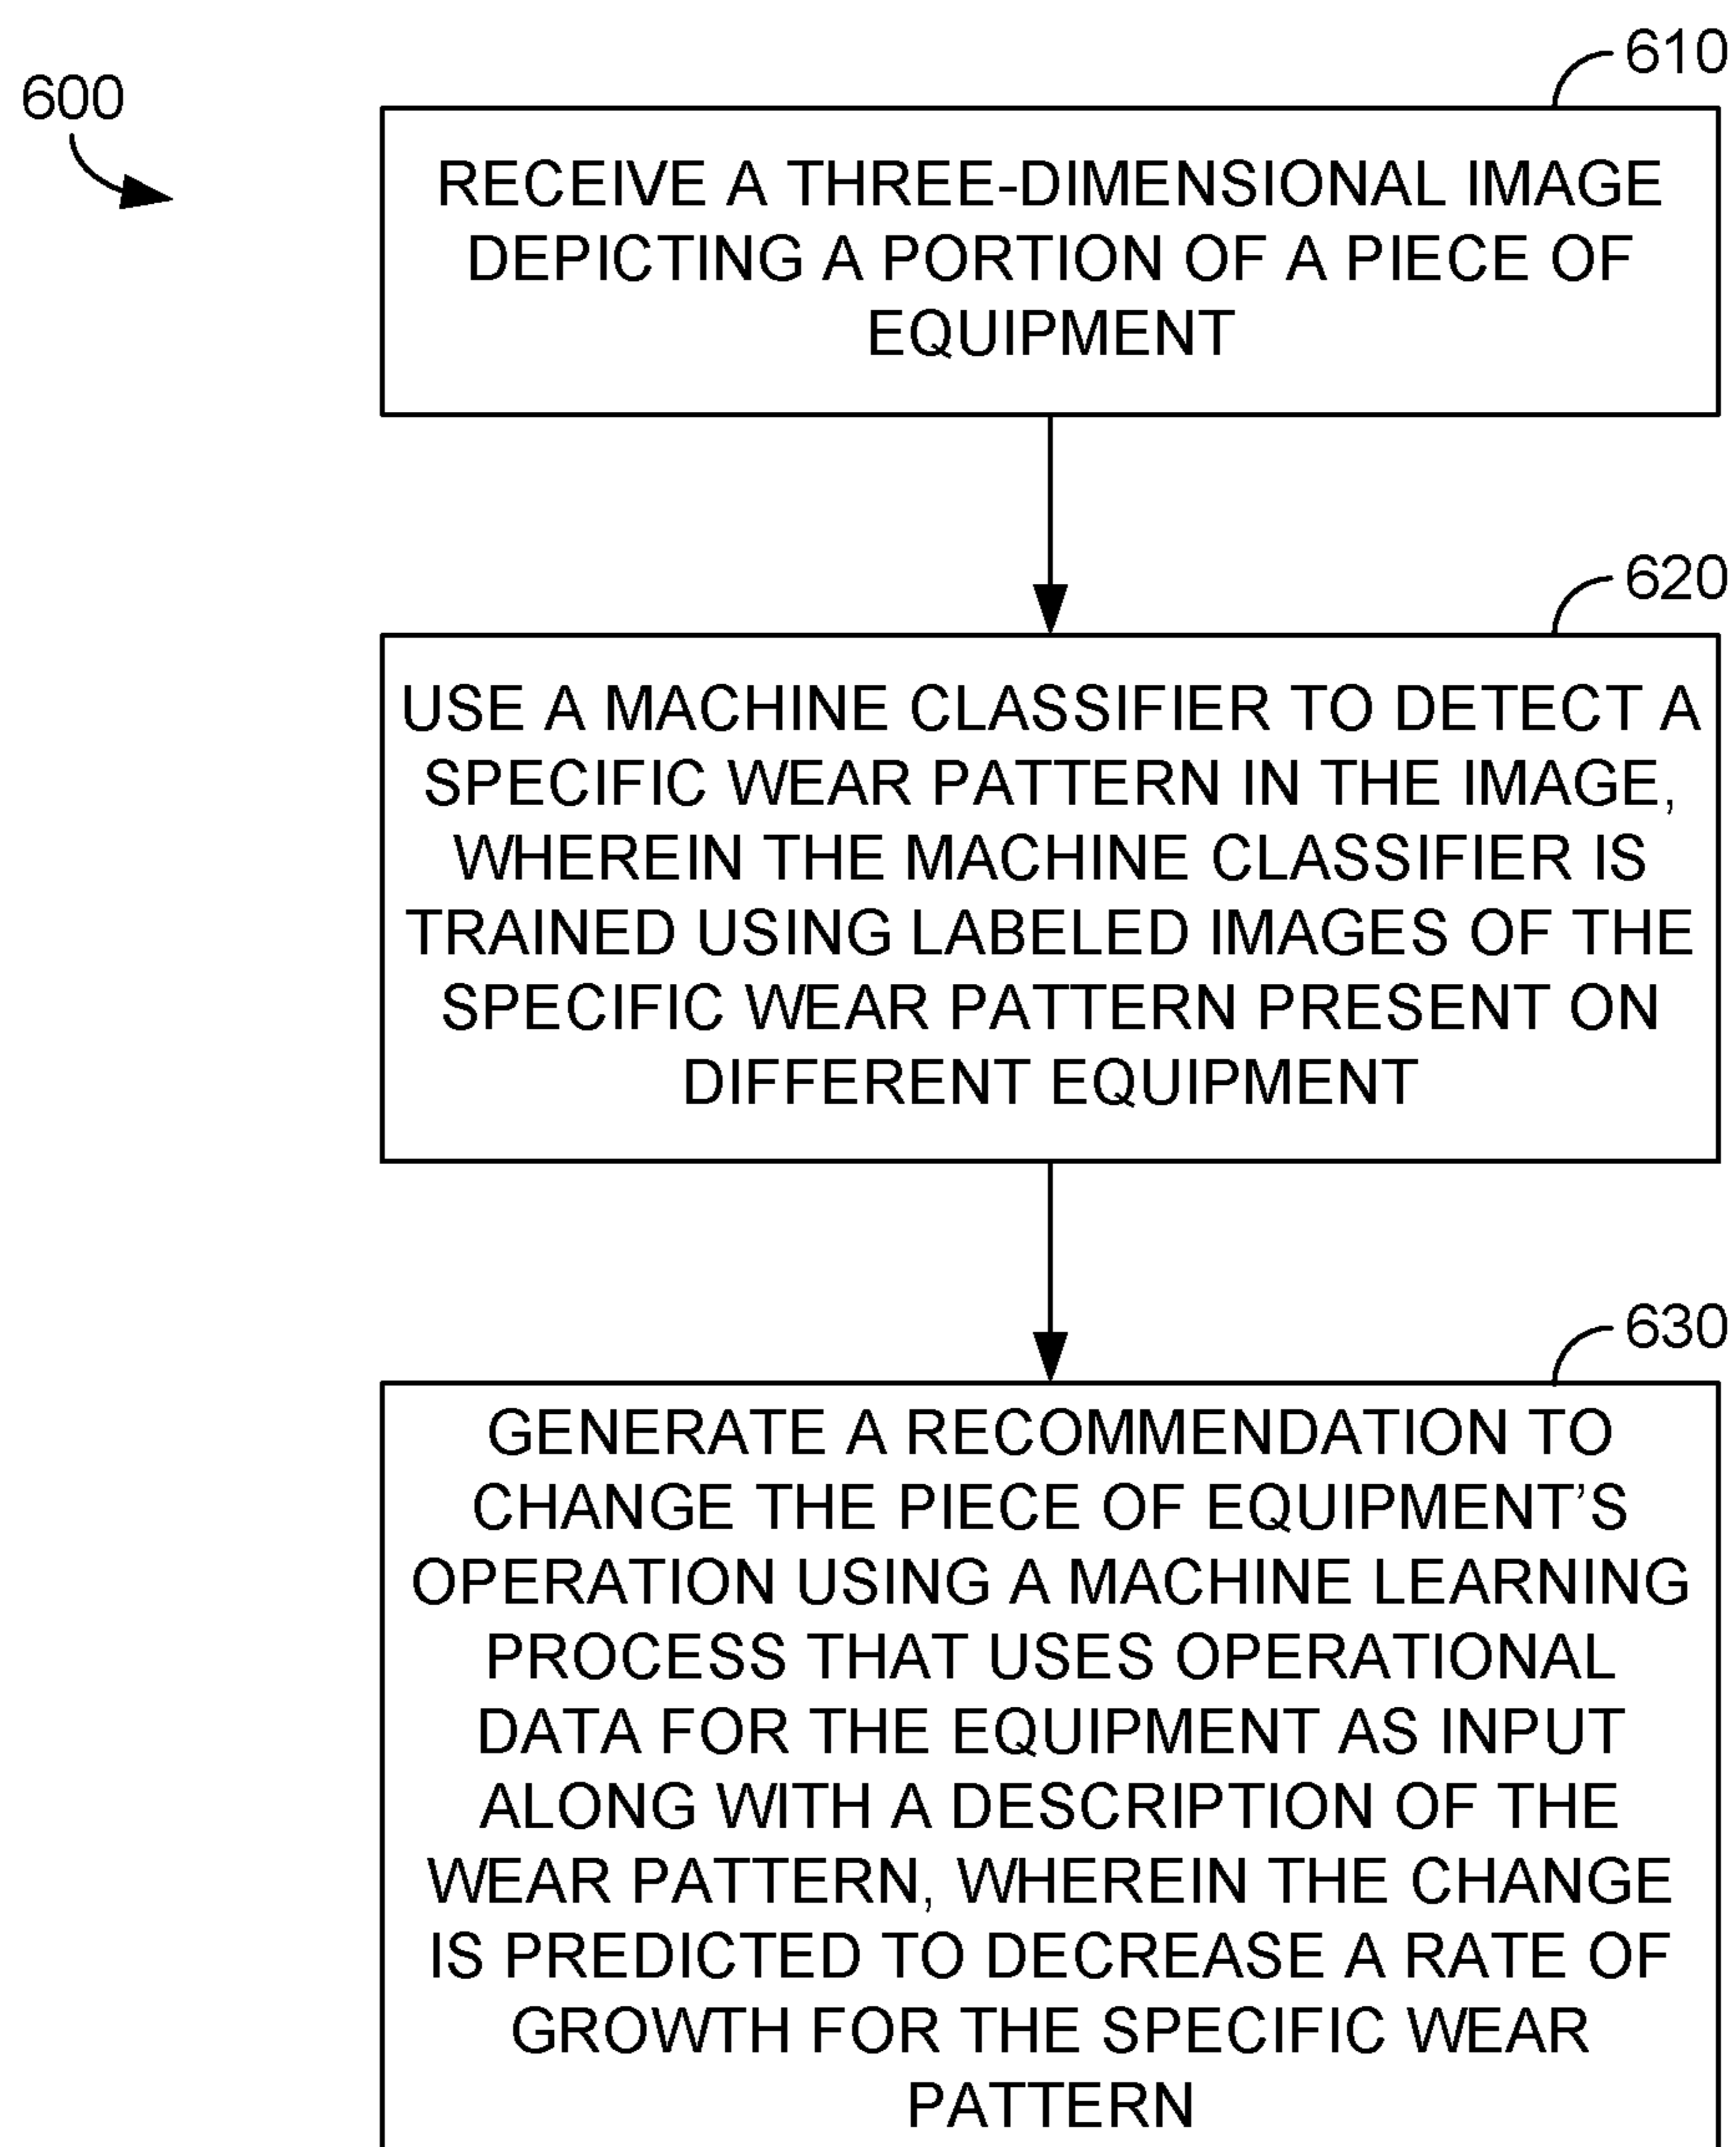 600
610
RECEIVE A THREE-DIMENSIONAL IMAGE
DEPICTING A PORTION OF A PIECE OF
EQUIPMENT
620
USE A MACHINE CLASSIFIER TO DETECT A
SPECIFIC WEAR PATTERN IN THE IMAGE,
WHEREIN THE MACHINE CLASSIFIER IS
TRAINED USING LABELED IMAGES OF THE
SPECIFIC WEAR PATTERN PRESENT ON
DIFFERENT EQUIPMENT
630
GENERATE A RECOMMENDATION TO
CHANGE THE PIECE OF EQUIPMENT’S
OPERATION USING A MACHINE LEARNING
PROCESS THAT USES OPERATIONAL
DATA FOR THE EQUIPMENT AS INPUT
ALONG WITH A DESCRIPTION OF THE
WEAR PATTERN, WHEREIN THE CHANGE
IS PREDICTED TO DECREASE A RATE OF
GROWTH FOR THE SPECIFIC WEAR
PATTERN